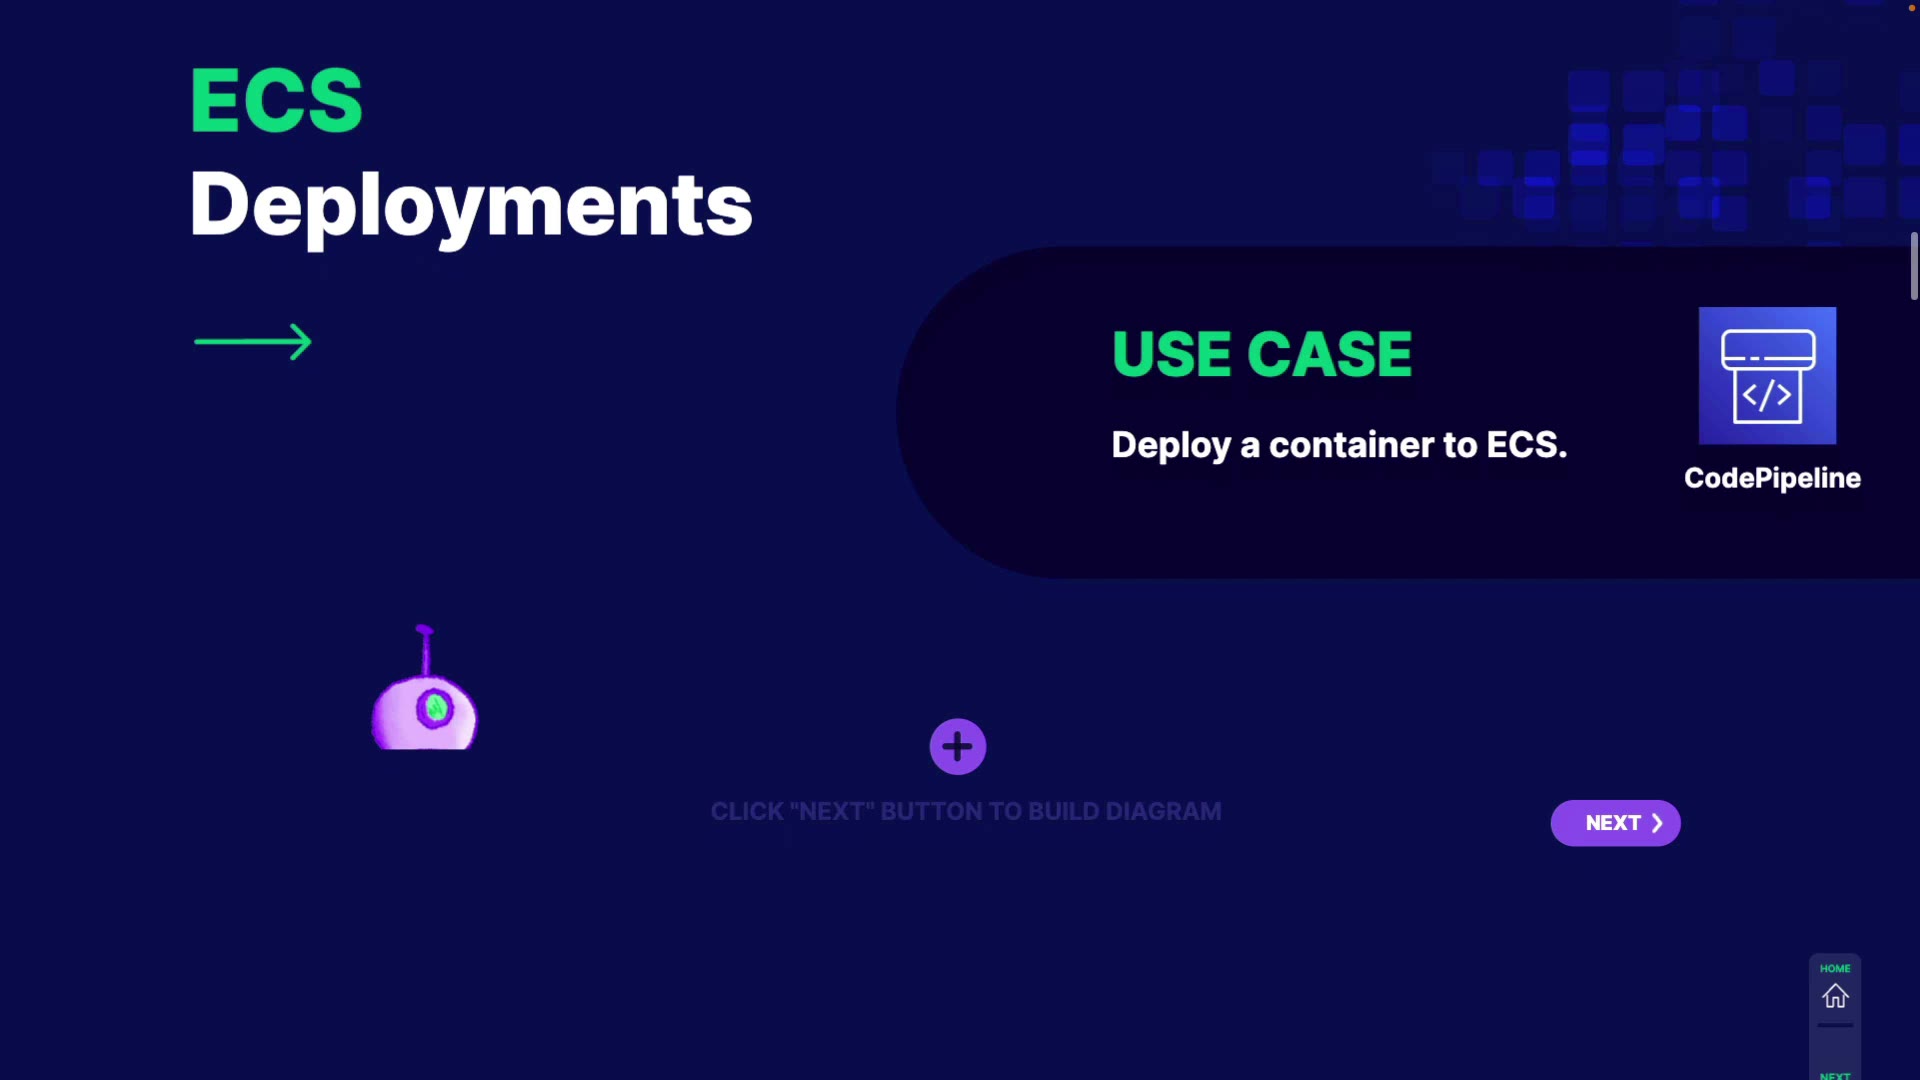 ECS
Deployments
USE CASE
Deploy a container to ECS.
</>
CodePipeline
CLICK "NEXT" BUTTON TO BUILD DIAGRAM
NEXT
HOME
NEXT